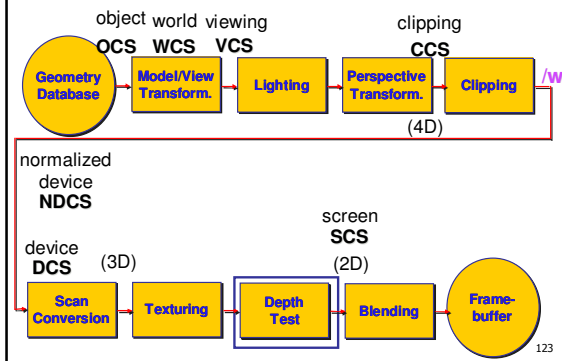 object world viewing clipping
OCS WCS VCS CCS
Geometry Database
Model/View Transform.
Lighting
Perspective Transform.
Clipping
/w
(4D)
normalized
device
NDCS
screen
SCS
device
DCS
(3D)
(2D)
Scan Conversion
Texturing
Depth Test
Blending
Frame-buffer
123